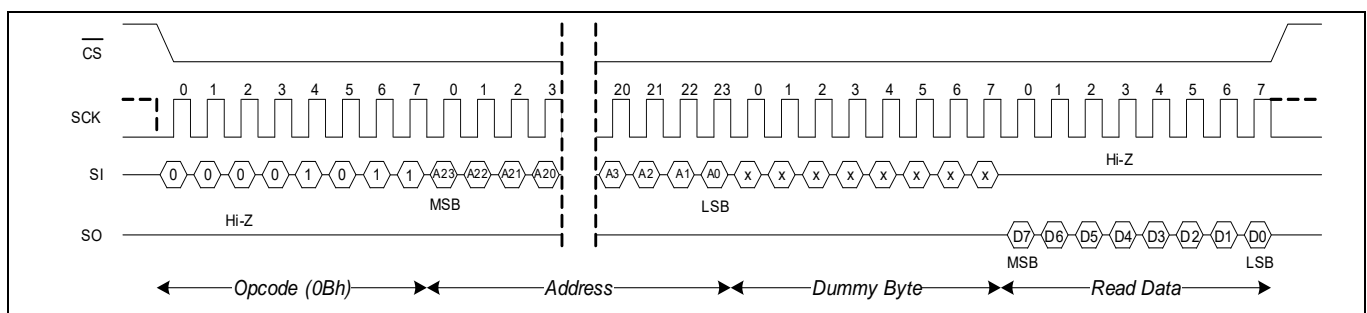 CS
0 1 2 3 4 5 6 7 0 1 2 3 20 21 22 23 0 1 2 3 4 5 6 7 0 1 2 3 4 5 6 7
SCK
Hi-Z
SI 0 0 0 0 1 0 1 1 A23 A22 A21 A20 A3 A2 A1 A0 x x x x x x x x
MSB LSB
Hi-Z
SO D7 D6 D5 D4 D3 D2 D1 D0
MSB LSB
Opcode (0Bh) Address Dummy Byte Read Data